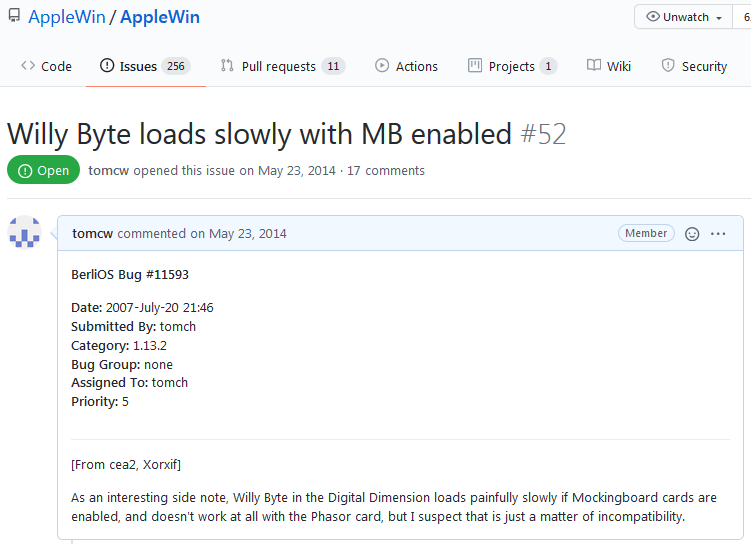 AppleWin / AppleWin
Unwatch
6
Code
Issues 256
Pull requests 11
Actions
Projects 1
Wiki
Security
Willy Byte loads slowly with MB enabled #52
Open
tomcw opened this issue on May 23, 2014 · 17 comments
tomcw commented on May 23, 2014
Member
BerliOS Bug #11593
Date: 2007-July-20 21:46
Submitted By: tomch
Category: 1.13.2
Bug Group: none
Assigned To: tomch
Priority: 5
[From cea2, Xorxif]
As an interesting side note, Willy Byte in the Digital Dimension loads painfully slowly if Mockingboard cards are
enabled, and doesn't work at all with the Phasor card, but I suspect that is just a matter of incompatibility.